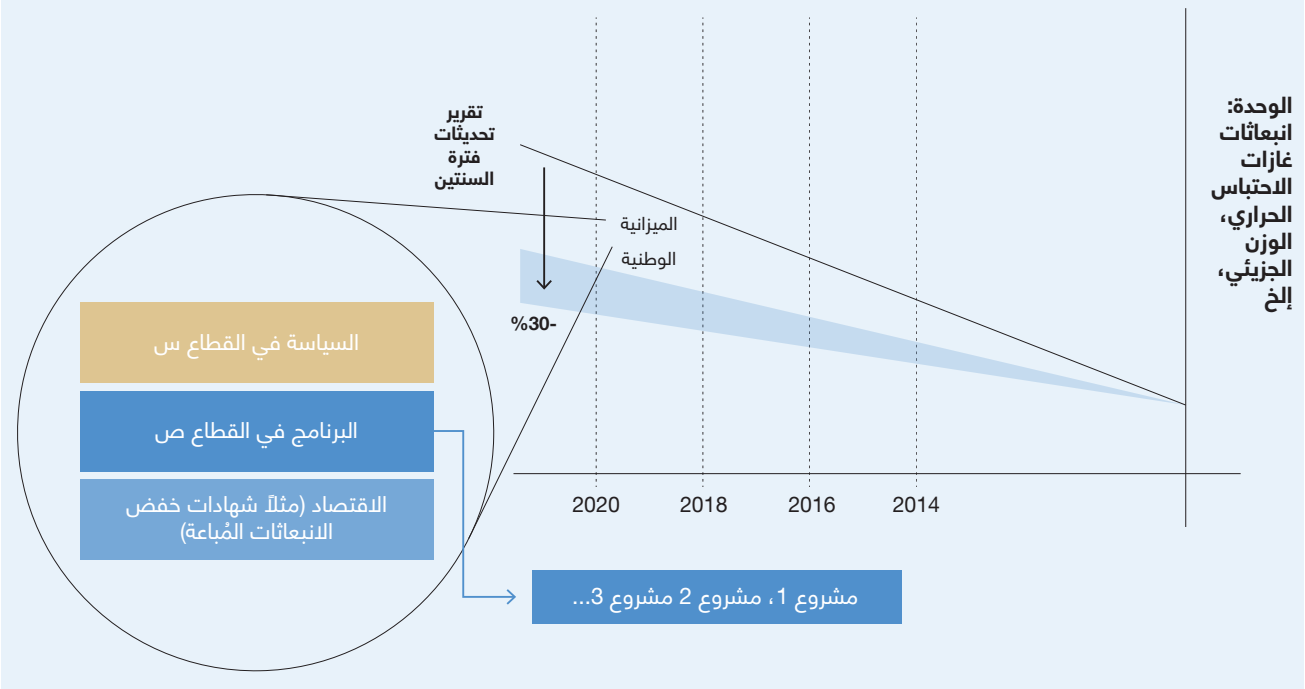 الوحدة:
انبعاثات
غازات
الاحتباس
الحراري،
الوزن
الجزيئي،
إلخ
تقرير
تحديثات
فترة
السنتين
الميزانية
الوطنية
%30-
2014
2016
2018
2020
السياسة في القطاع س
البرنامج في القطاع ص
الاقتصاد (مثلاً شهادات خفض
الانبعاثات المُباعة)
مشروع 1، مشروع 2 مشروع 3...